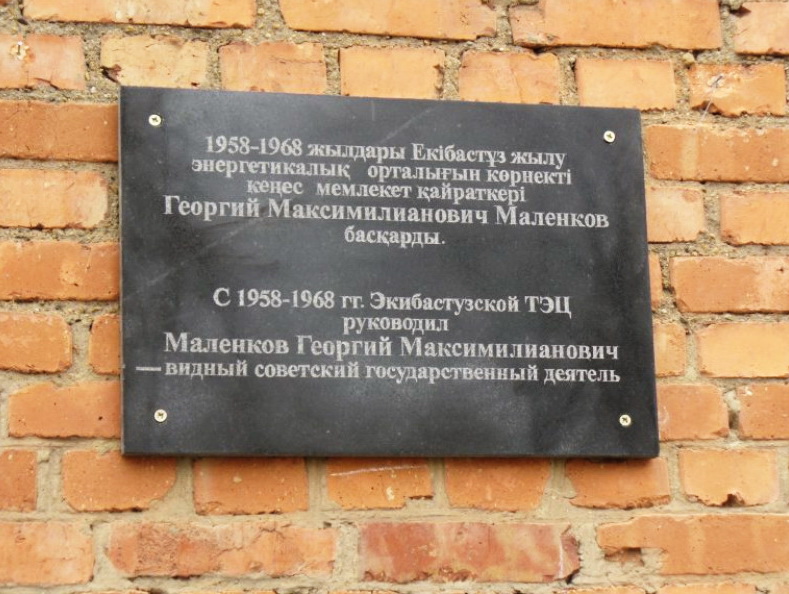 1958-1968 жылдары Екібастұз жылу
энергетикалық орталығын көрнекті
кеңес мемлекет қайраткері
Георгий Максимилианович Маленков
басқарды.
С 1958-1968 гг. Экибастузской ТЭЦ
руководил
Маленков Георгий Максимилианович
— видный советский государственный деятель